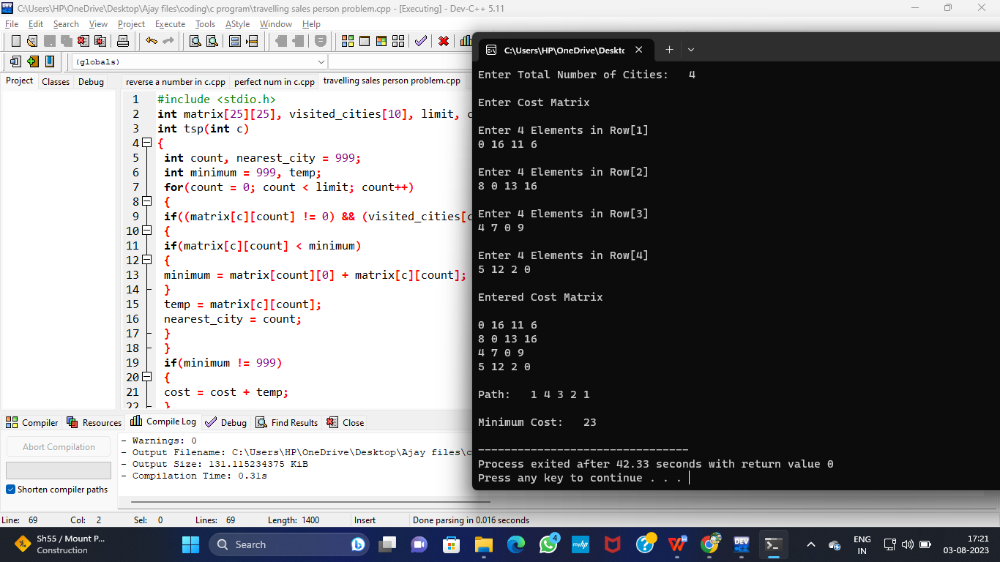 C:\Users\HP\OneDrive\Desktop\Ajay files\coding\c program\travelling sales person problem.cpp - [Executing] - Dev-C++ 5.11
File Edit Search View Project Execute Tools AStyle Window Help
(globals)
Project Classes Debug
reverse a number in c.cpp perfect num in c.cpp travelling sales person problem.cpp
1 #include <stdio.h>
2 int matrix[25][25], visited_cities[10], limit, c
3 int tsp(int c)
4 {
5 int count, nearest_city = 999;
6 int minimum = 999, temp;
7 for(count = 0; count < limit; count++)
8 {
9 if((matrix[c][count] != 0) && (visited_cities[c
10 {
11 if(matrix[c][count] < minimum)
12 {
13 minimum = matrix[count][0] + matrix[c][count];
14 }
15 temp = matrix[c][count];
16 nearest_city = count;
17 }
18 }
19 if(minimum != 999)
20 {
21 cost = cost + temp;
22 }
Compiler Resources Compile Log Debug Find Results Close
Abort Compilation
Shorten compiler paths
- Warnings: 0
- Output Filename: C:\Users\HP\OneDrive\Desktop\Ajay files\c
- Output Size: 131.115234375 KiB
- Compilation Time: 0.31s
Line: 69 Col: 2 Sel: 0 Lines: 69 Length: 1400 Insert Done parsing in 0.016 seconds
C:\Users\HP\OneDrive\Deskto
Enter Total Number of Cities: 4
Enter Cost Matrix
Enter 4 Elements in Row[1]
0 16 11 6
Enter 4 Elements in Row[2]
8 0 13 16
Enter 4 Elements in Row[3]
4 7 0 9
Enter 4 Elements in Row[4]
5 12 2 0
Entered Cost Matrix
0 16 11 6
8 0 13 16
4 7 0 9
5 12 2 0
Path: 1 4 3 2 1
Minimum Cost: 23
--------------------------------
Process exited after 42.33 seconds with return value 0
Press any key to continue . . .
Sh55 / Mount P...
Construction
Search
4
myhp
DEV
ENG
IN
17:21
03-08-2023